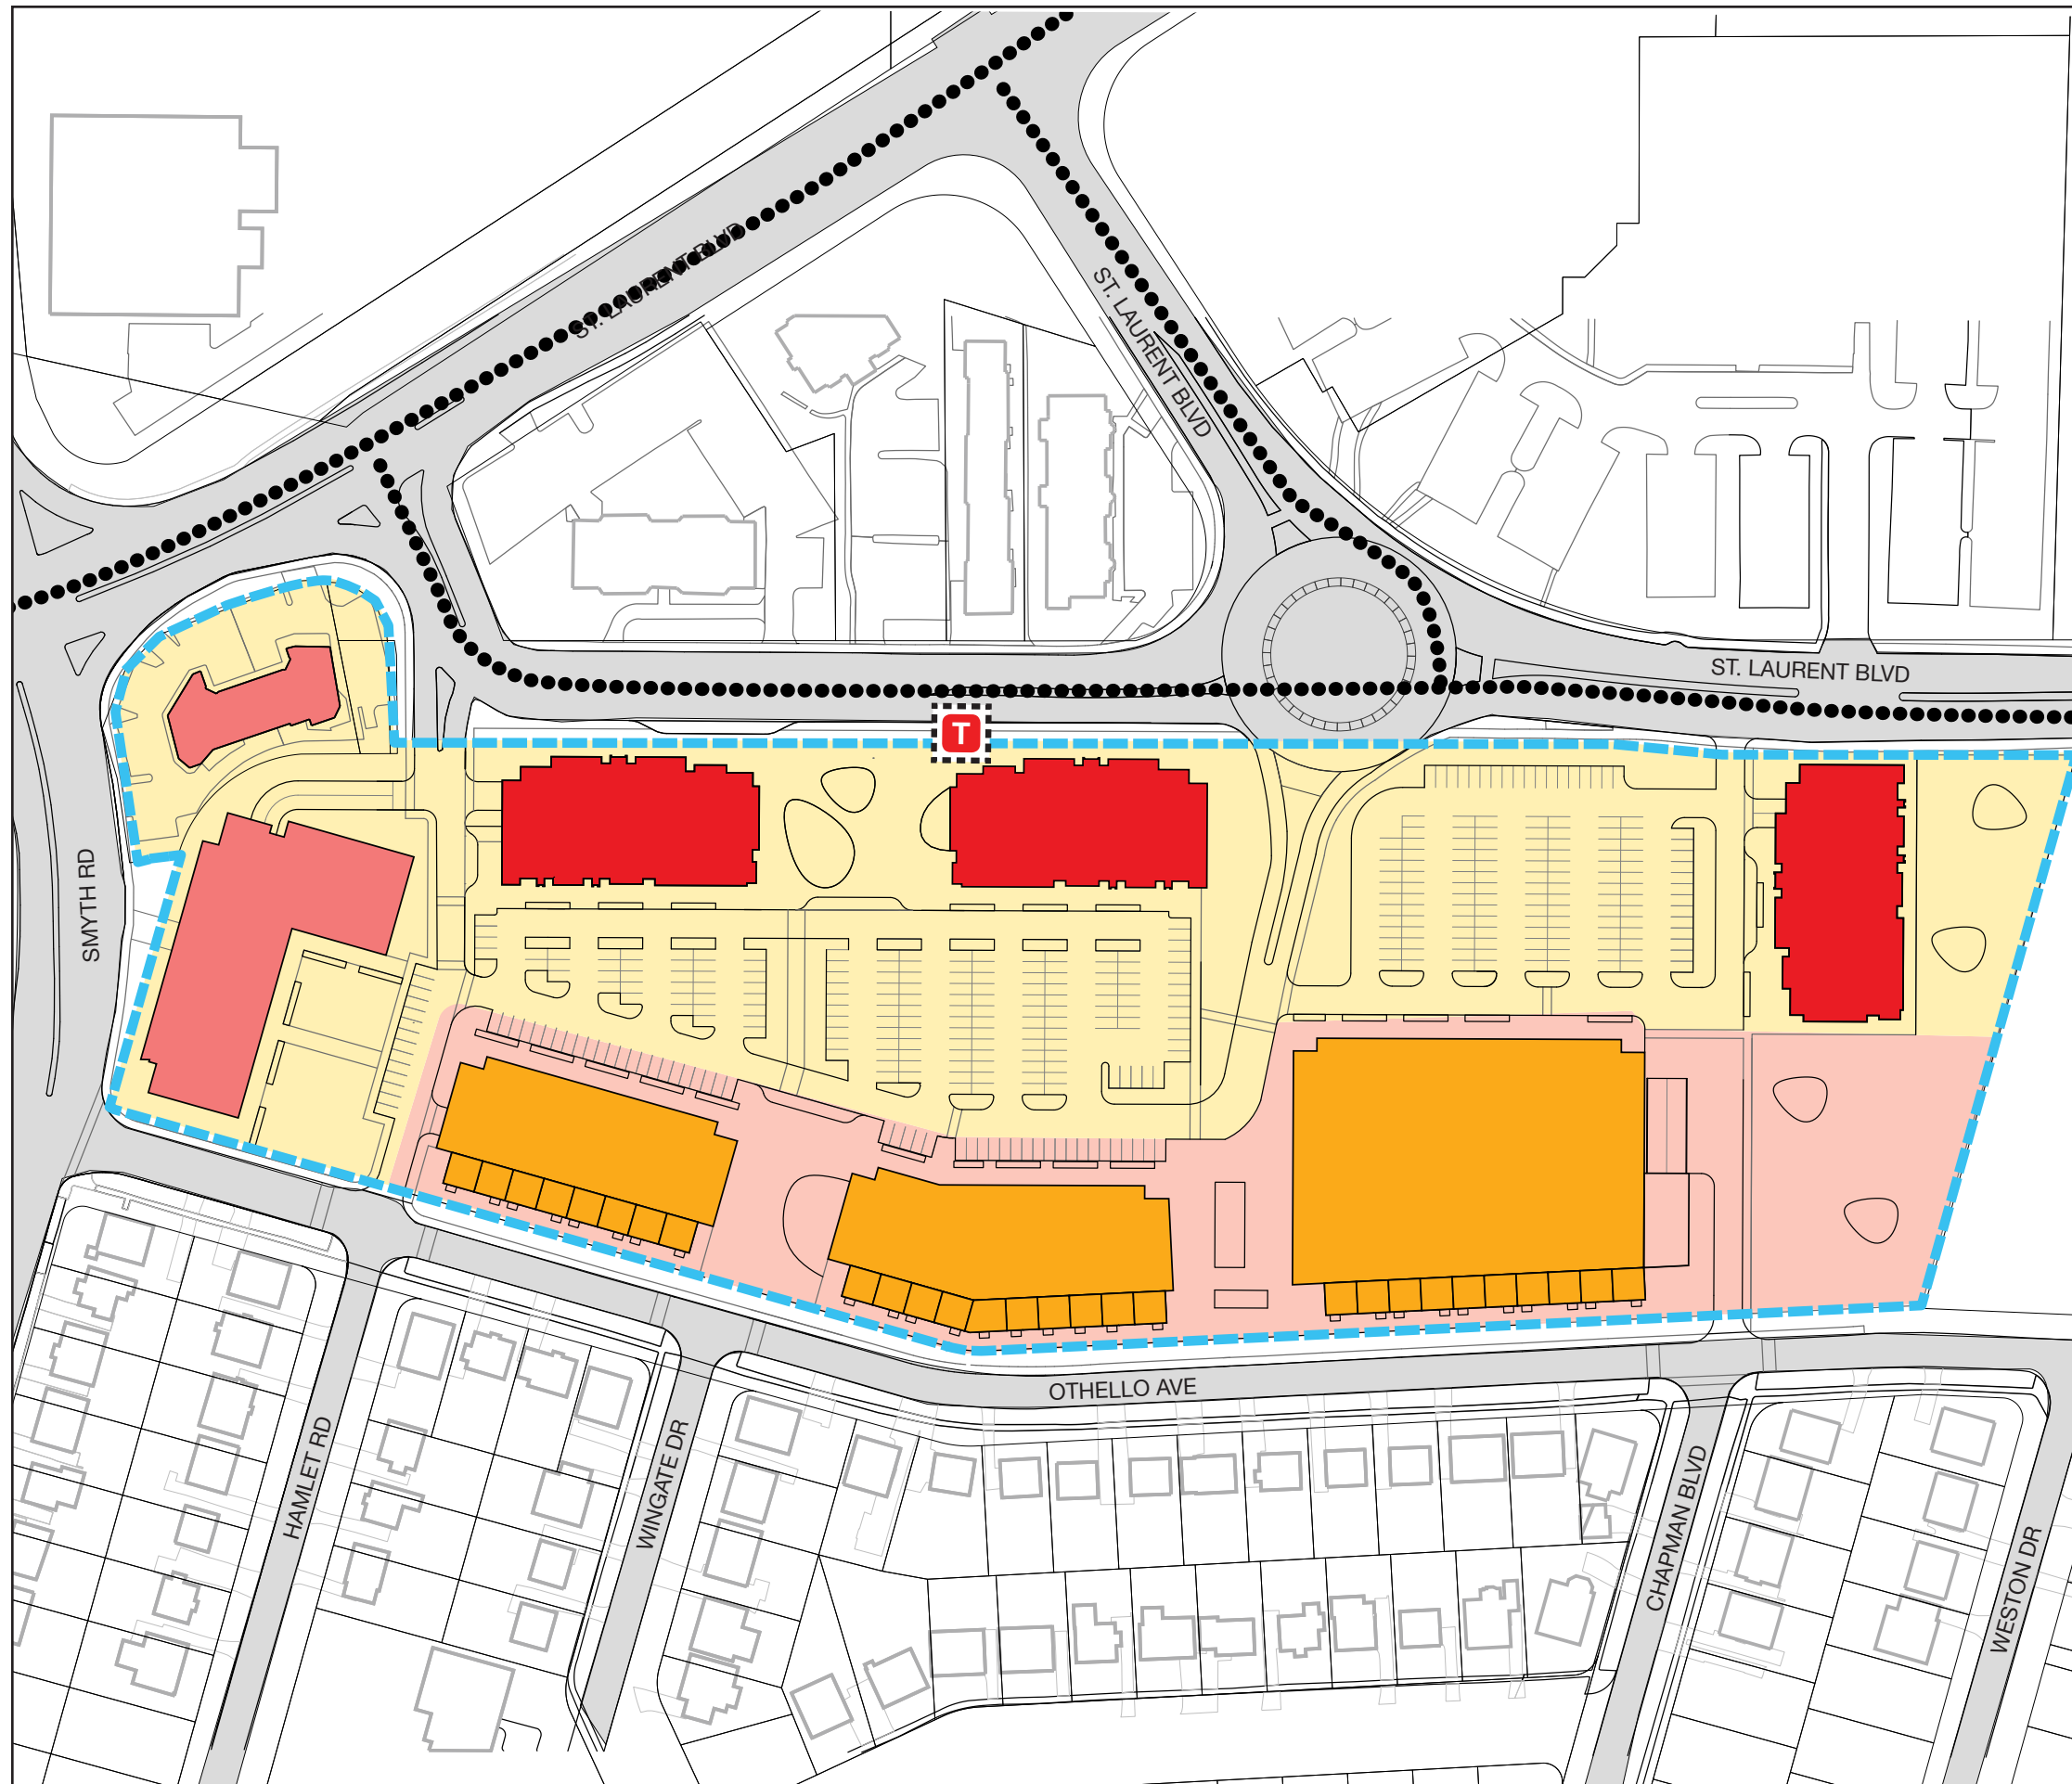 ST. LAURENT BLVD
ST. LAURENT BLVD
ST. LAURENT BLVD
T
SMYTH RD
OTHELLO AVE
HAMLET RD
WINGATE DR
CHAPMAN BLVD
WESTON DR